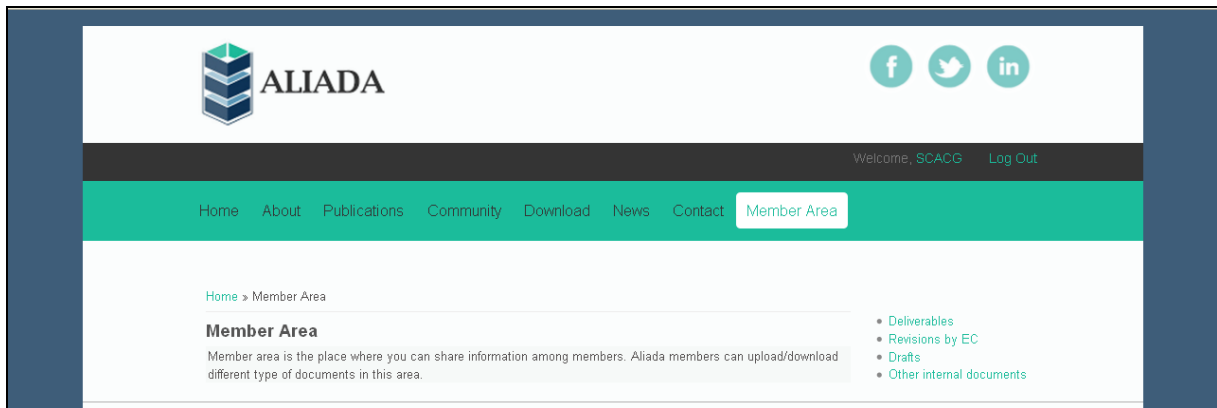 ALIADA
Welcome, SCACG Log Out
Home About Publications Community Download News Contact Member Area
Home » Member Area
Member Area
Member area is the place where you can share information among members. Aliada members can upload/download
different type of documents in this area.
Deliverables
Revisions by EC
Drafts
Other internal documents